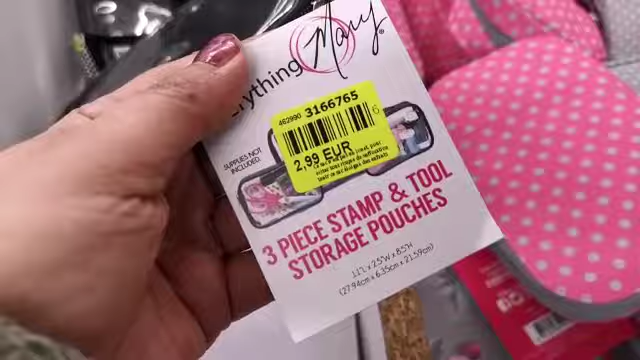 Mary®
erything
462990 3166765
2,99 EUR
SUPPLIES NOT
INCLUDED.
3 PIECE STAMP & TOOL
STORAGE POUCHES
11"L x 2.5"W x 8.5"H
(27.94cm x 6.35cm x 21.59cm)